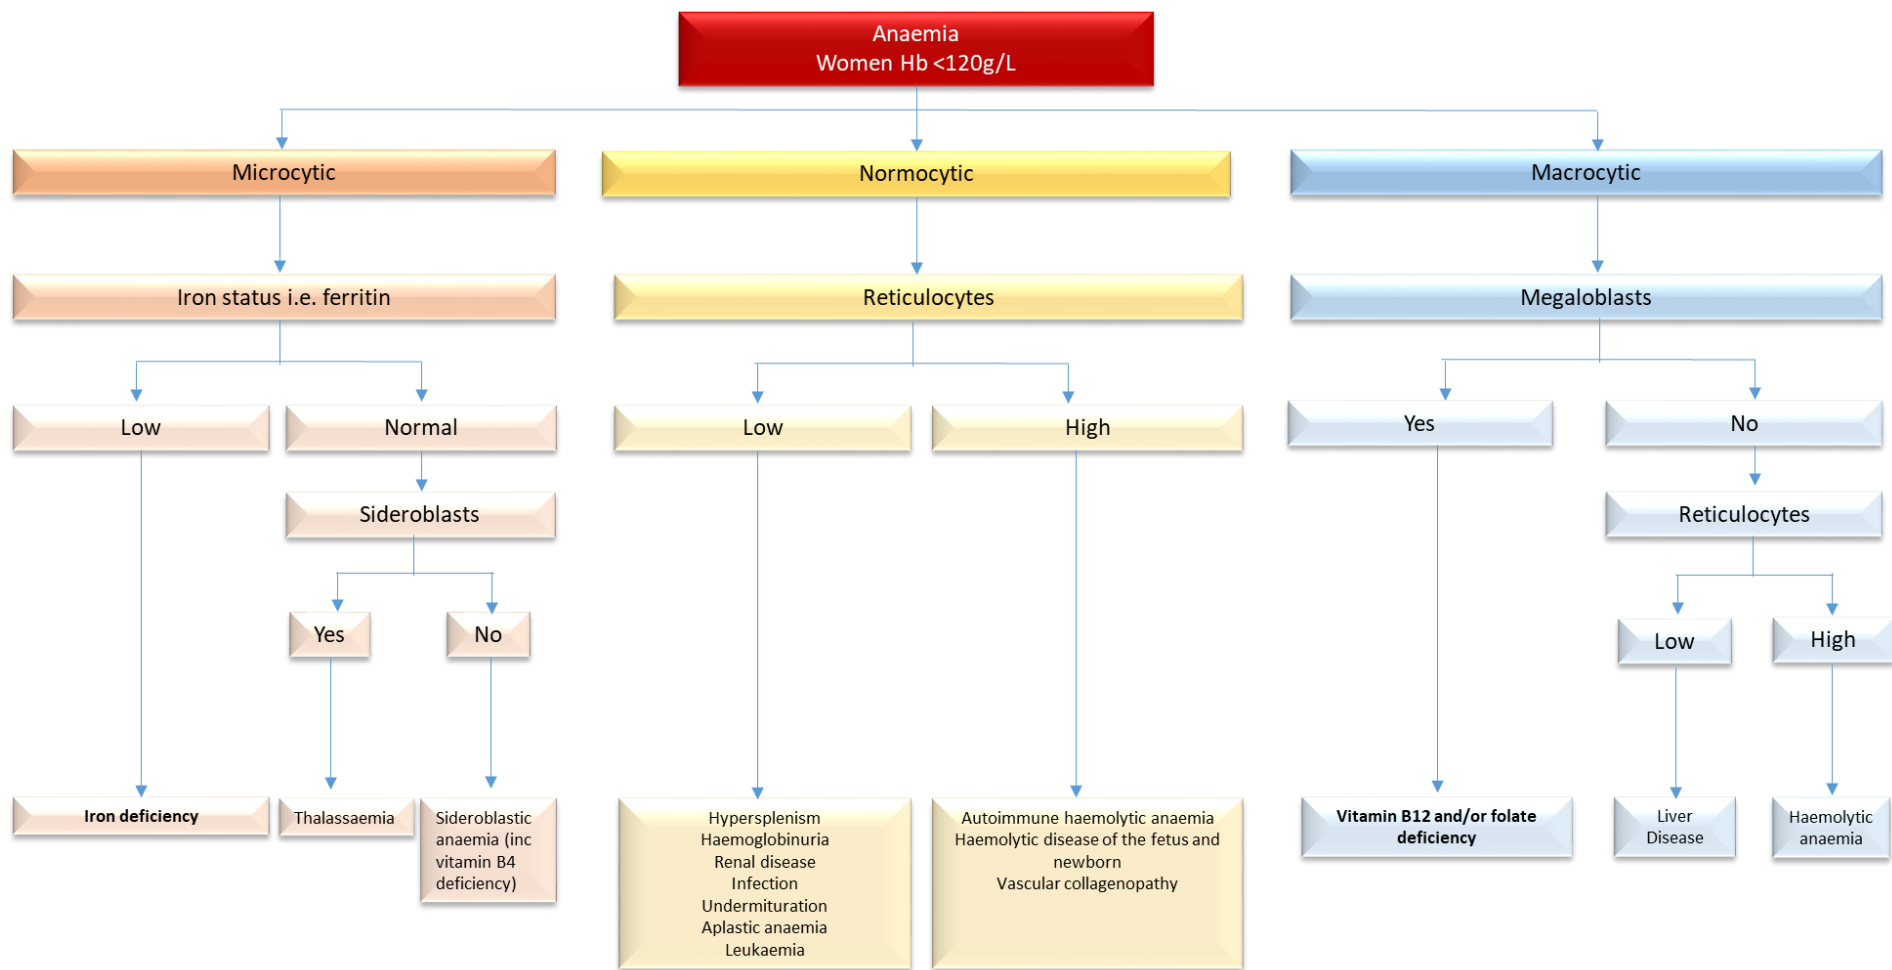 Anaemia
Women Hb <120g/L
Microcytic
Normocytic
Macrocytic
Iron status i.e. ferritin
Reticulocytes
Megaloblasts
Low
Normal
Low
High
Yes
No
Sideroblasts
Reticulocytes
Yes
No
Low
High
Iron deficiency
Thalassaemia
Sideroblastic
anaemia (inc
vitamin B4
deficiency)
Hypersplenism
Haemoglobinuria
Renal disease
Infection
Undermituration
Aplastic anaemia
Leukaemia
Autoimmune haemolytic anaemia
Haemolytic disease of the fetus and
newborn
Vascular collagenopathy
Vitamin B12 and/or folate
deficiency
Liver
Disease
Haemolytic
anaemia